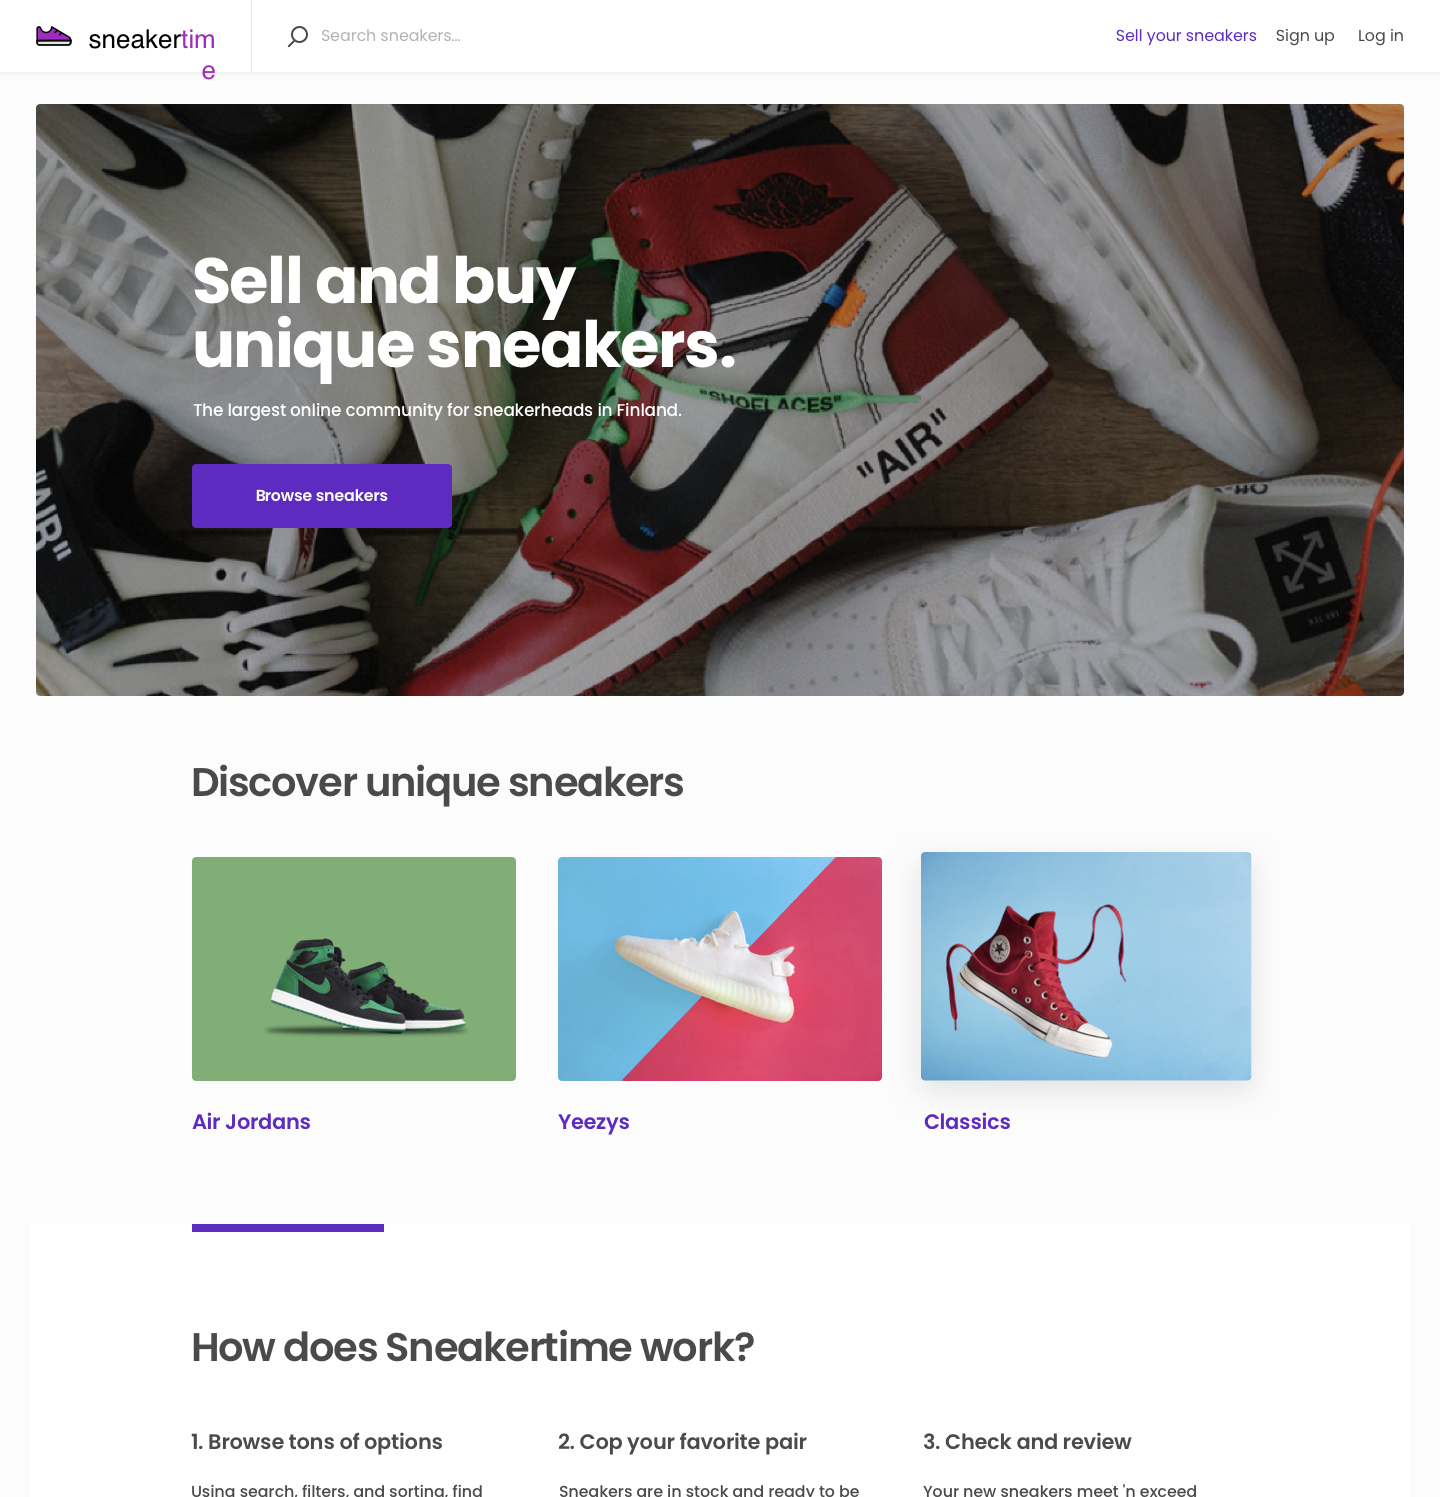 sneakertim
e
Search sneakers...
Sell your sneakers
Sign up
Log in
Sell and buy
unique sneakers.
"SHOELACES"
The largest online community for sneakerheads in Finland.
"AIR"
Browse sneakers
"AIR"
Discover unique sneakers
Air Jordans
Yeezys
Classics
How does Sneakertime work?
1. Browse tons of options
2. Cop your favorite pair
3. Check and review
Using search, filters, and sorting, find
Sneakers are in stock and ready to be
Your new sneakers meet 'n exceed